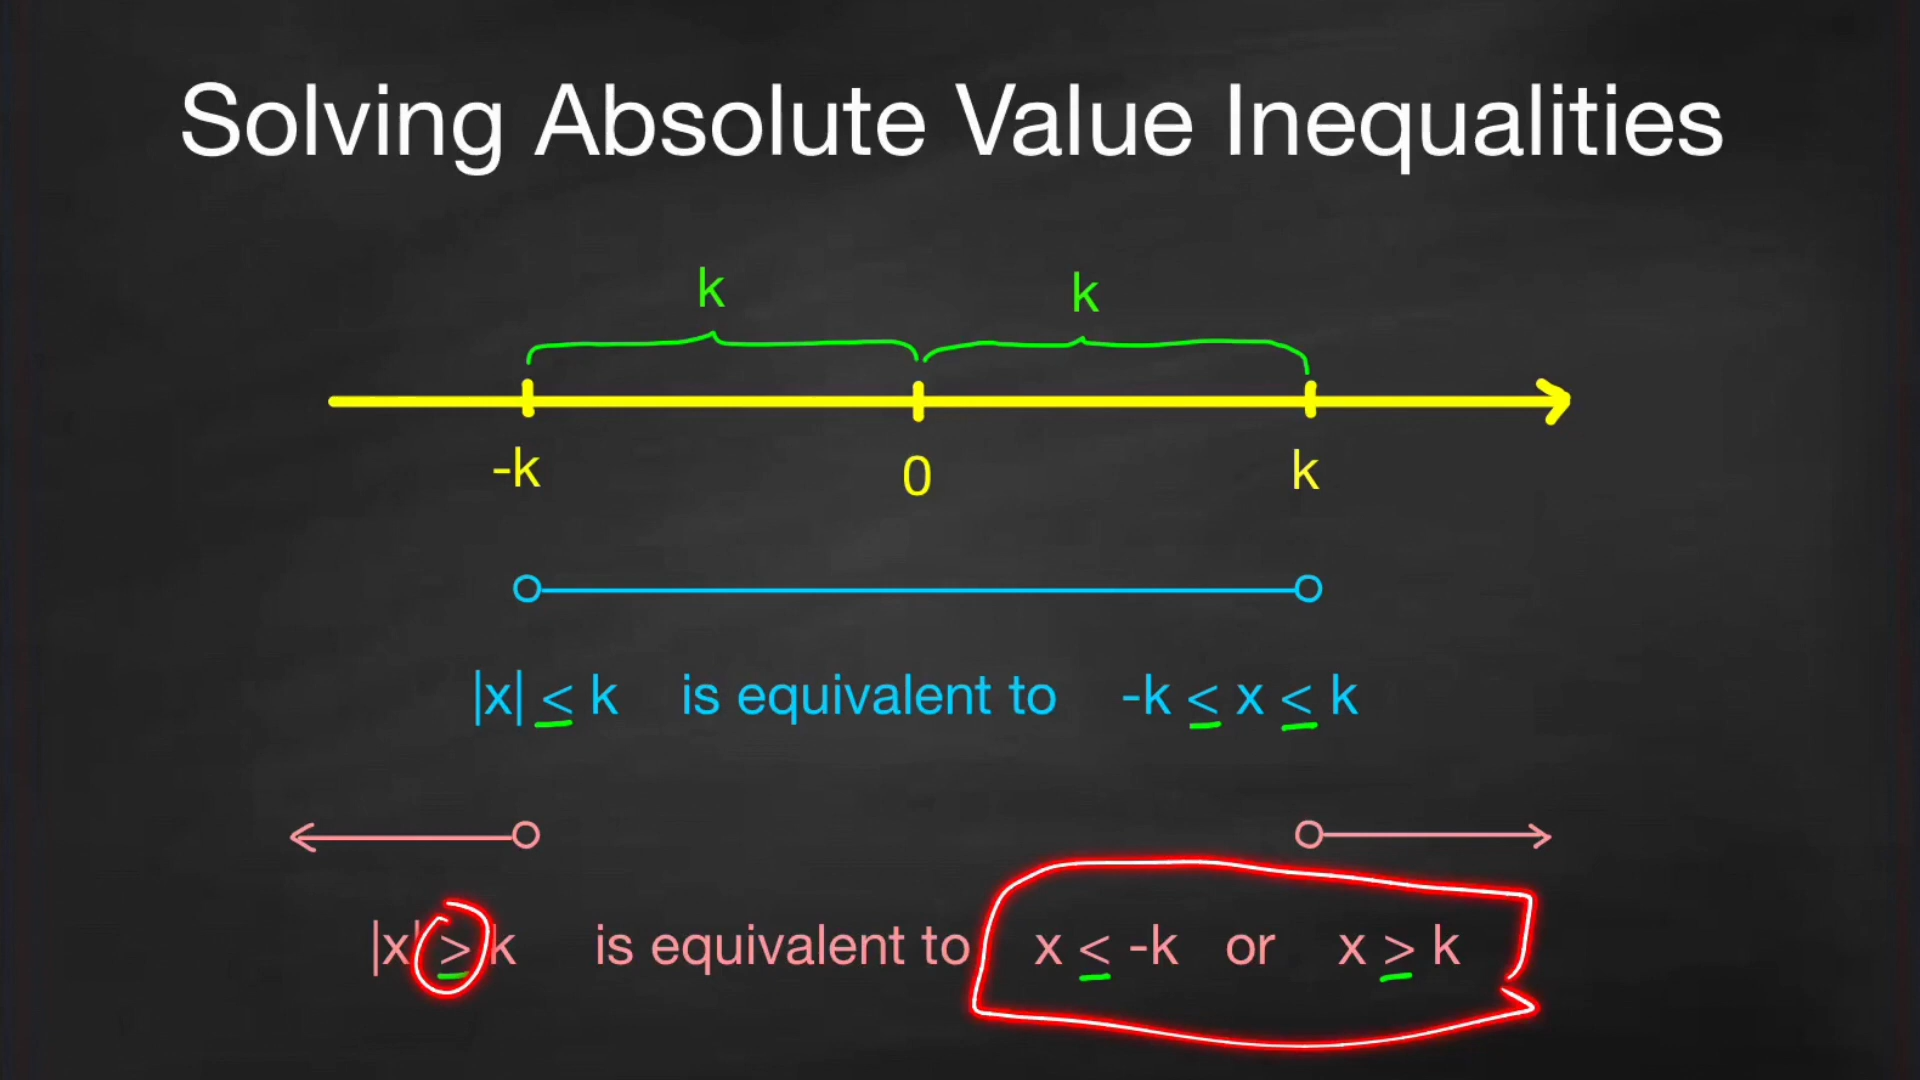 Solving Absolute Value Inequalities
k k
-k 0 k
|x| ≤ k is equivalent to -k ≤ x ≤ k
|x| ≥ k is equivalent to x ≤ -k or x ≥ k